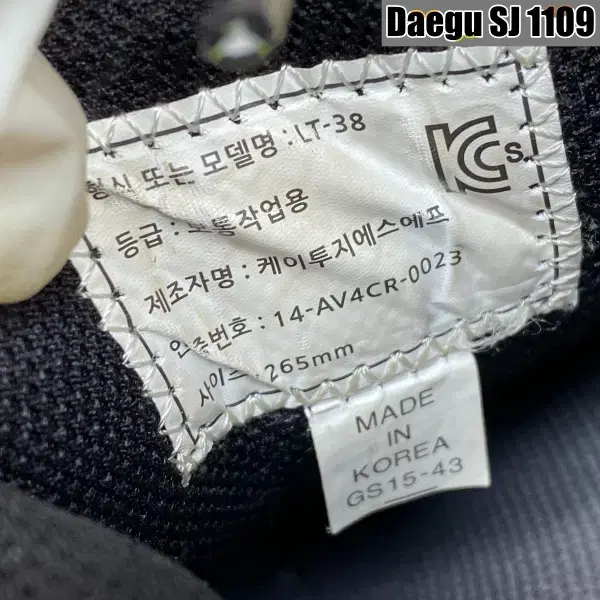 Daegu SJ 1109
형식 또는 모델명 : LT-38
등급 : 보통작업용
제조자명 : 케이투지에스에프
인증번호 : 14-AV4CR-0023
사이즈 : 265mm
KCs
MADE
IN
KOREA
GS15-43